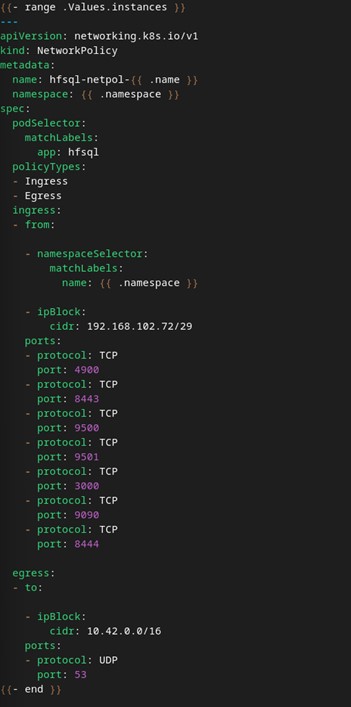 {{- range .Values.instances }}
---
apiVersion: networking.k8s.io/v1
kind: NetworkPolicy
metadata:
  name: hfsql-netpol-{{ .name }}
  namespace: {{ .namespace }}
spec:
  podSelector:
    matchLabels:
      app: hfsql
  policyTypes:
  - Ingress
  - Egress
  ingress:
  - from:

    - namespaceSelector:
        matchLabels:
          name: {{ .namespace }}

    - ipBlock:
        cidr: 192.168.102.72/29
    ports:
    - protocol: TCP
      port: 4900
    - protocol: TCP
      port: 8443
    - protocol: TCP
      port: 9500
    - protocol: TCP
      port: 9501
    - protocol: TCP
      port: 3000
    - protocol: TCP
      port: 9090
    - protocol: TCP
      port: 8444

  egress:
  - to:

    - ipBlock:
        cidr: 10.42.0.0/16
    ports:
    - protocol: UDP
      port: 53
{{- end }}